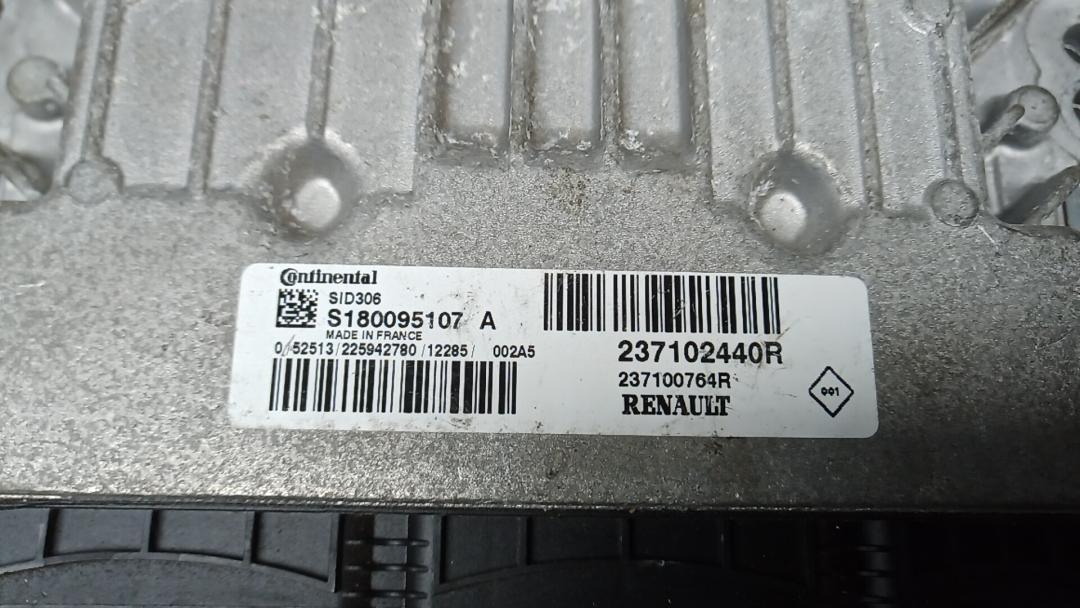 Continental
SID306
S180095107 A
MADE IN FRANCE
0/52513/225942780/12285/ 002A5
237102440R
237100764R
RENAULT
001